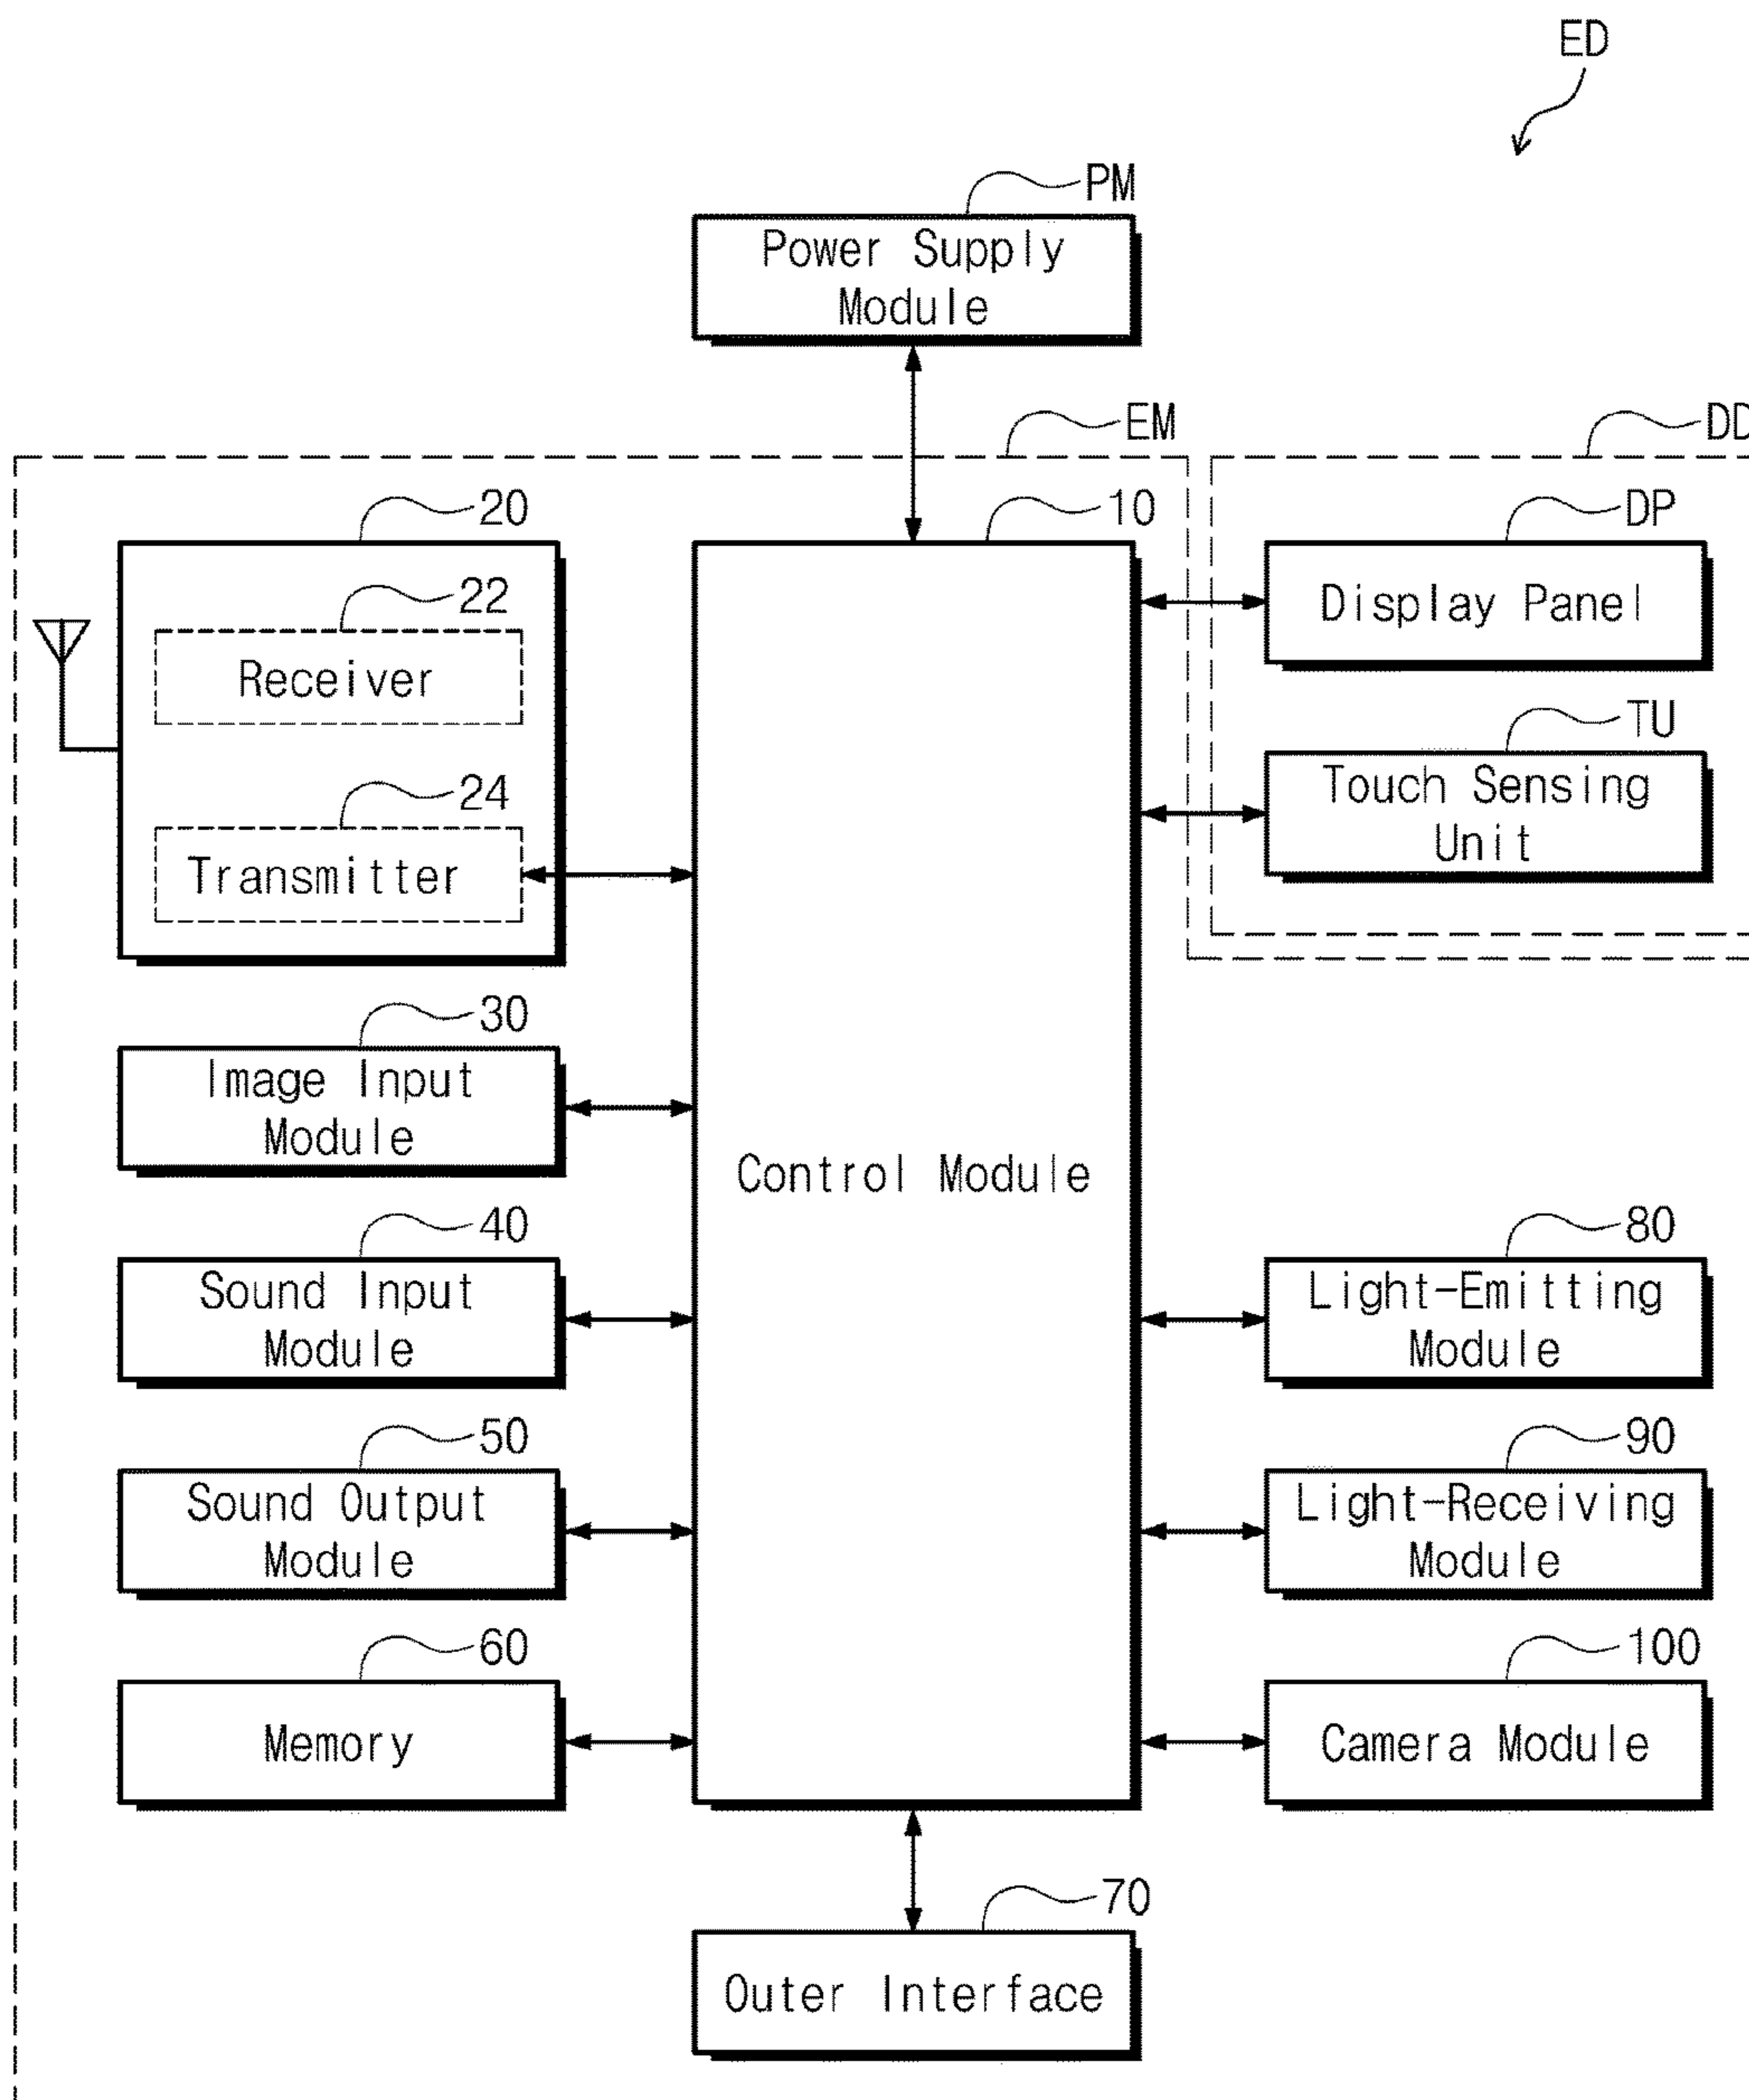 ED
PM
Power Supply
Module
EM
DD
20
10
DP
22
Receiver
Display Panel
TU
24
Transmitter
Touch Sensing
Unit
30
Image Input
Module
Control Module
40
Sound Input
Module
80
Light-Emitting
Module
50
Sound Output
Module
90
Light-Receiving
Module
60
Memory
100
Camera Module
70
Outer Interface